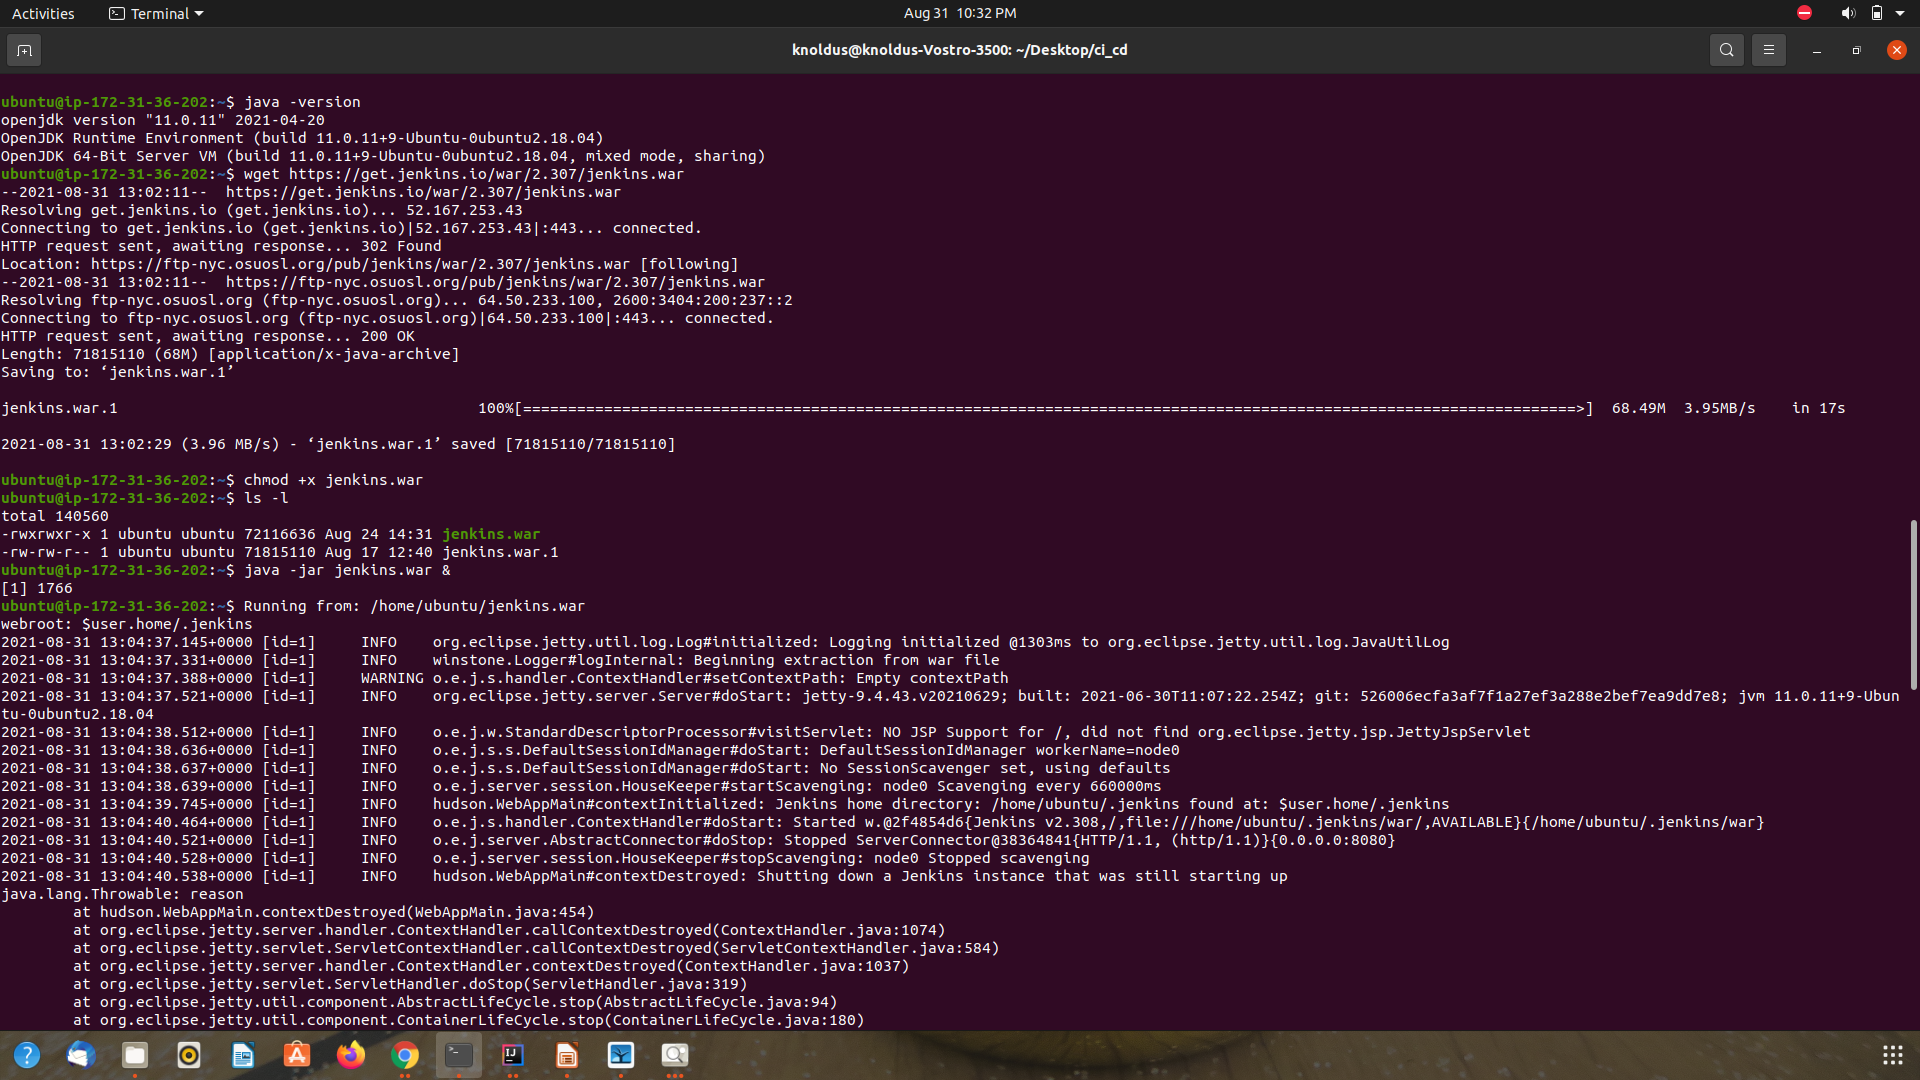 Activities
Terminal
Aug 31 10:32 PM
knoldus@knoldus-Vostro-3500: ~/Desktop/ci_cd
ubuntu@ip-172-31-36-202:~$ java -version
openjdk version "11.0.11" 2021-04-20
OpenJDK Runtime Environment (build 11.0.11+9-Ubuntu-0ubuntu2.18.04)
OpenJDK 64-Bit Server VM (build 11.0.11+9-Ubuntu-0ubuntu2.18.04, mixed mode, sharing)
ubuntu@ip-172-31-36-202:~$ wget https://get.jenkins.io/war/2.307/jenkins.war
--2021-08-31 13:02:11--  https://get.jenkins.io/war/2.307/jenkins.war
Resolving get.jenkins.io (get.jenkins.io)... 52.167.253.43
Connecting to get.jenkins.io (get.jenkins.io)|52.167.253.43|:443... connected.
HTTP request sent, awaiting response... 302 Found
Location: https://ftp-nyc.osuosl.org/pub/jenkins/war/2.307/jenkins.war [following]
--2021-08-31 13:02:11--  https://ftp-nyc.osuosl.org/pub/jenkins/war/2.307/jenkins.war
Resolving ftp-nyc.osuosl.org (ftp-nyc.osuosl.org)... 64.50.233.100, 2600:3404:200:237::2
Connecting to ftp-nyc.osuosl.org (ftp-nyc.osuosl.org)|64.50.233.100|:443... connected.
HTTP request sent, awaiting response... 200 OK
Length: 71815110 (68M) [application/x-java-archive]
Saving to: ‘jenkins.war.1’
jenkins.war.1 100%[=====================================================================================================================>] 68.49M 3.95MB/s in 17s
2021-08-31 13:02:29 (3.96 MB/s) - ‘jenkins.war.1’ saved [71815110/71815110]
ubuntu@ip-172-31-36-202:~$ chmod +x jenkins.war
ubuntu@ip-172-31-36-202:~$ ls -l
total 140560
-rwxrwxr-x 1 ubuntu ubuntu 72116636 Aug 24 14:31 jenkins.war
-rw-rw-r-- 1 ubuntu ubuntu 71815110 Aug 17 12:40 jenkins.war.1
ubuntu@ip-172-31-36-202:~$ java -jar jenkins.war &
[1] 1766
ubuntu@ip-172-31-36-202:~$ Running from: /home/ubuntu/jenkins.war
webroot: $user.home/.jenkins
2021-08-31 13:04:37.145+0000 [id=1] INFO org.eclipse.jetty.util.log.Log#initialized: Logging initialized @1303ms to org.eclipse.jetty.util.log.JavaUtilLog
2021-08-31 13:04:37.331+0000 [id=1] INFO winstone.Logger#logInternal: Beginning extraction from war file
2021-08-31 13:04:37.388+0000 [id=1] WARNING o.e.j.s.handler.ContextHandler#setContextPath: Empty contextPath
2021-08-31 13:04:37.521+0000 [id=1] INFO org.eclipse.jetty.server.Server#doStart: jetty-9.4.43.v20210629; built: 2021-06-30T11:07:22.254Z; git: 526006ecfa3af7f1a27ef3a288e2bef7ea9dd7e8; jvm 11.0.11+9-Ubun
tu-0ubuntu2.18.04
2021-08-31 13:04:38.512+0000 [id=1] INFO o.e.j.w.StandardDescriptorProcessor#visitServlet: NO JSP Support for /, did not find org.eclipse.jetty.jsp.JettyJspServlet
2021-08-31 13:04:38.636+0000 [id=1] INFO o.e.j.s.s.DefaultSessionIdManager#doStart: DefaultSessionIdManager workerName=node0
2021-08-31 13:04:38.637+0000 [id=1] INFO o.e.j.s.s.DefaultSessionIdManager#doStart: No SessionScavenger set, using defaults
2021-08-31 13:04:38.639+0000 [id=1] INFO o.e.j.server.session.HouseKeeper#startScavenging: node0 Scavenging every 660000ms
2021-08-31 13:04:39.745+0000 [id=1] INFO hudson.WebAppMain#contextInitialized: Jenkins home directory: /home/ubuntu/.jenkins found at: $user.home/.jenkins
2021-08-31 13:04:40.464+0000 [id=1] INFO o.e.j.s.handler.ContextHandler#doStart: Started w.@2f4854d6{Jenkins v2.308,/,file:///home/ubuntu/.jenkins/war/,AVAILABLE}{/home/ubuntu/.jenkins/war}
2021-08-31 13:04:40.521+0000 [id=1] INFO o.e.j.server.AbstractConnector#doStop: Stopped ServerConnector@38364841{HTTP/1.1, (http/1.1)}{0.0.0.0:8080}
2021-08-31 13:04:40.528+0000 [id=1] INFO o.e.j.server.session.HouseKeeper#stopScavenging: node0 Stopped scavenging
2021-08-31 13:04:40.538+0000 [id=1] INFO hudson.WebAppMain#contextDestroyed: Shutting down a Jenkins instance that was still starting up
java.lang.Throwable: reason
at hudson.WebAppMain.contextDestroyed(WebAppMain.java:454)
at org.eclipse.jetty.server.handler.ContextHandler.callContextDestroyed(ContextHandler.java:1074)
at org.eclipse.jetty.servlet.ServletContextHandler.callContextDestroyed(ServletContextHandler.java:584)
at org.eclipse.jetty.server.handler.ContextHandler.contextDestroyed(ContextHandler.java:1037)
at org.eclipse.jetty.servlet.ServletHandler.doStop(ServletHandler.java:319)
at org.eclipse.jetty.util.component.AbstractLifeCycle.stop(AbstractLifeCycle.java:94)
at org.eclipse.jetty.util.component.ContainerLifeCycle.stop(ContainerLifeCycle.java:180)